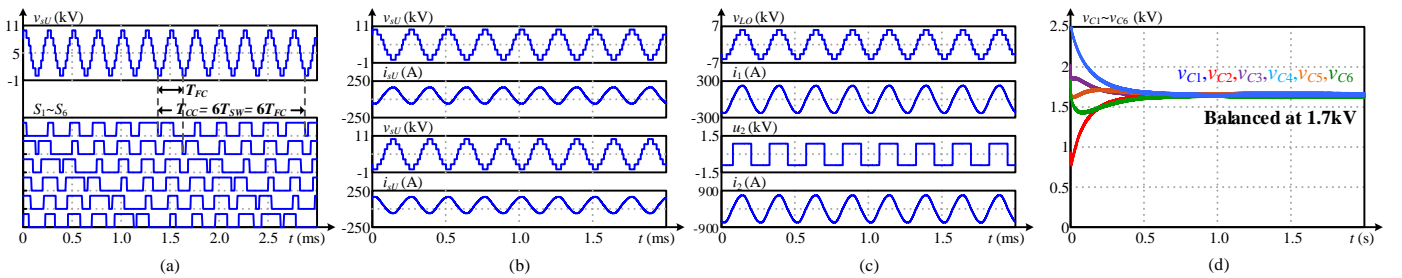 v_sU (kV)
11
5
-1
T_FC
T_CC = 6T_SW = 6T_FC
S_1~S_6
0
0.5
1.0
1.5
2.0
2.5
t (ms)
(a)
v_sU (kV)
11
-1
i_sU (A)
250
-250
v_sU (kV)
11
-1
i_sU (A)
250
-250
0
0.5
1.0
1.5
t (ms)
(b)
v_LO (kV)
7
-7
i_1 (A)
300
-300
u_2 (kV)
1.5
-1.5
i_2 (A)
900
-900
0
0.5
1.0
1.5
t (ms)
(c)
v_C1~v_C6 (kV)
2.5
2
1.5
1
0.5
0
v_C1,v_C2,v_C3,v_C4,v_C5,v_C6
Balanced at 1.7kV
0
0.5
1.0
1.5
t (s)
(d)